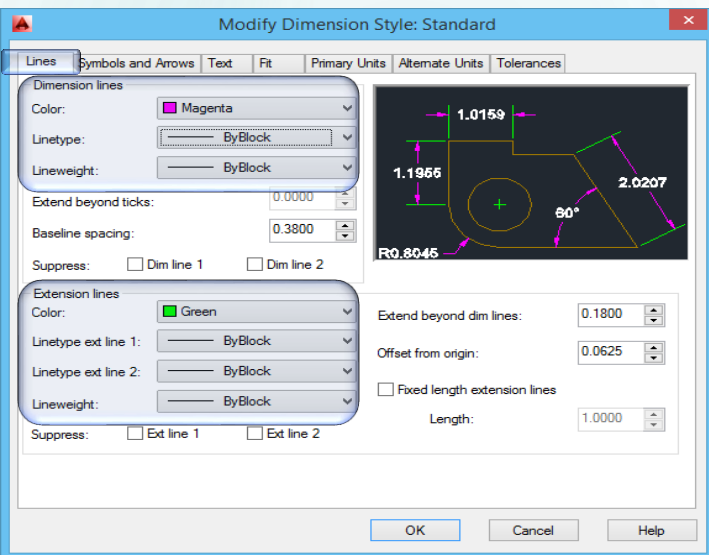 Modify Dimension Style: Standard
Lines Symbols and Arrows Text Fit Primary Units Alternate Units Tolerances
Dimension lines
Color: Magenta
Linetype: ByBlock
Lineweight: ByBlock
Extend beyond ticks: 0.0000
Baseline spacing: 0.3800
Suppress: Dim line 1 Dim line 2
1.0159
1.1955
2.0207
60°
R0.8045
Extension lines
Color: Green
Linetype ext line 1: ByBlock
Linetype ext line 2: ByBlock
Lineweight: ByBlock
Suppress: Ext line 1 Ext line 2
Extend beyond dim lines: 0.1800
Offset from origin: 0.0625
Fixed length extension lines
Length: 1.0000
OK Cancel Help